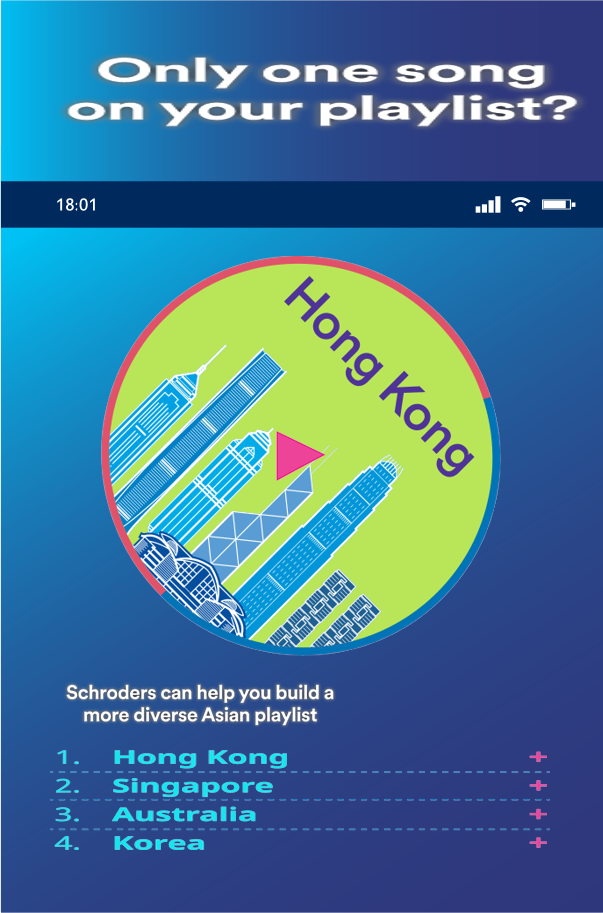 Only one song
on your playlist?
18:01
Hong Kong
Schroders can help you build a
more diverse Asian playlist
1. Hong Kong +
2. Singapore +
3. Australia +
4. Korea +